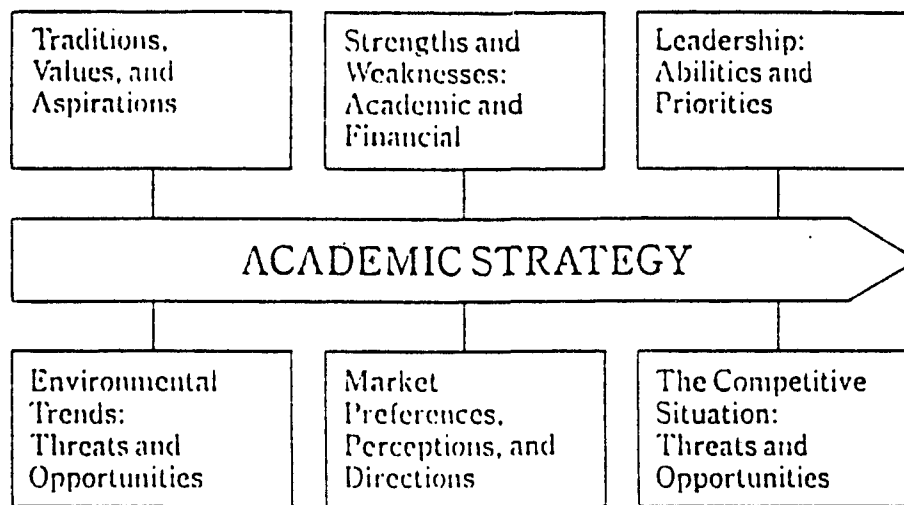 Traditions,
Values, and
Aspirations
Strengths and
Weaknesses:
Academic and
Financial
Leadership:
Abilities and
Priorities
ACADEMIC STRATEGY
Environmental
Trends:
Threats and
Opportunities
Market
Preferences,
Perceptions, and
Directions
The Competitive
Situation:
Threats and
Opportunities